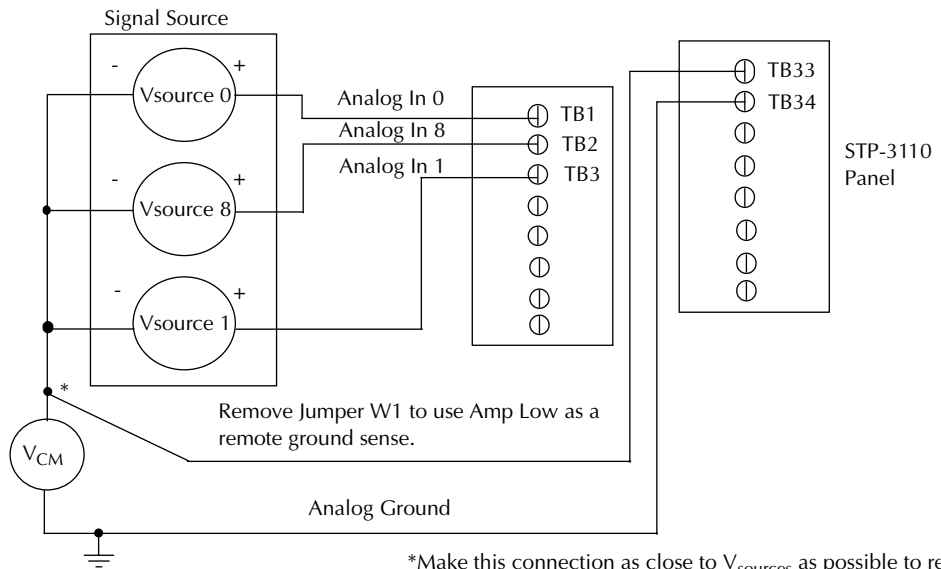 Signal Source
- Vsource 0 +
Analog In 0
TB1
Analog In 8
TB2
Analog In 1
TB3
- Vsource 8 +
- Vsource 1 +
TB33
TB34
STP-3110
Panel
*
Remove Jumper W1 to use Amp Low as a
remote ground sense.
VCM
Analog Ground
*Make this connection as close to Vsources as possible to re